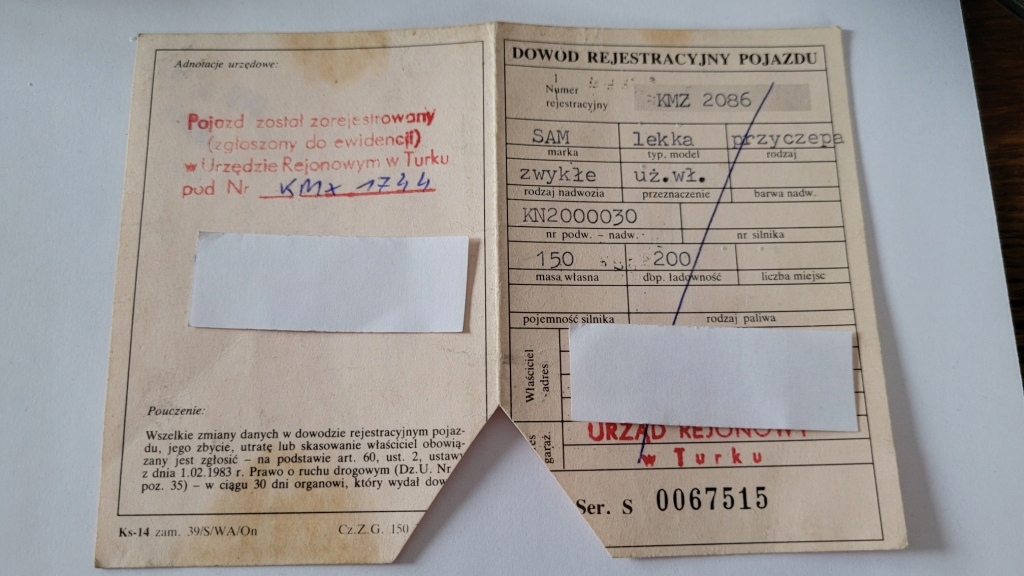 Adnotacje urzędowe:
Pojazd został zarejestrowany
(zgłoszony do ewidencji)
w Urzędzie Rejonowym w Turku
pod Nr KMX 1744
Pouczenie:
Wszelkie zmiany danych w dowodzie rejestracyjnym pojaz-
du, jego zbycie, utratę lub skasowanie właściciel obowią-
zany jest zgłosić – na podstawie art. 60, ust. 2, ustawy
z dnia 1.02.1983 r. Prawo o ruchu drogowym (Dz.U. Nr
poz. 35) – w ciągu 30 dni organowi, który wydał dow
Ks-14 zam. 39/S/WA/On Cz.Z.G. 150
DOWÓD REJESTRACYJNY POJAZDU
Numer
rejestracyjny KMZ 2086
SAM lekka przyczepa
marka typ, model rodzaj
zwykłe uż.wł.
rodzaj nadwozia przeznaczenie barwa nadw.
KN2000030
nr podw. – nadw. nr silnika
150 200
masa własna dop. ładowność liczba miejsc
pojemność silnika rodzaj paliwa
Właściciel
-adres
garaż.
URZĄD REJONOWY
w Turku
Ser. S 0067515